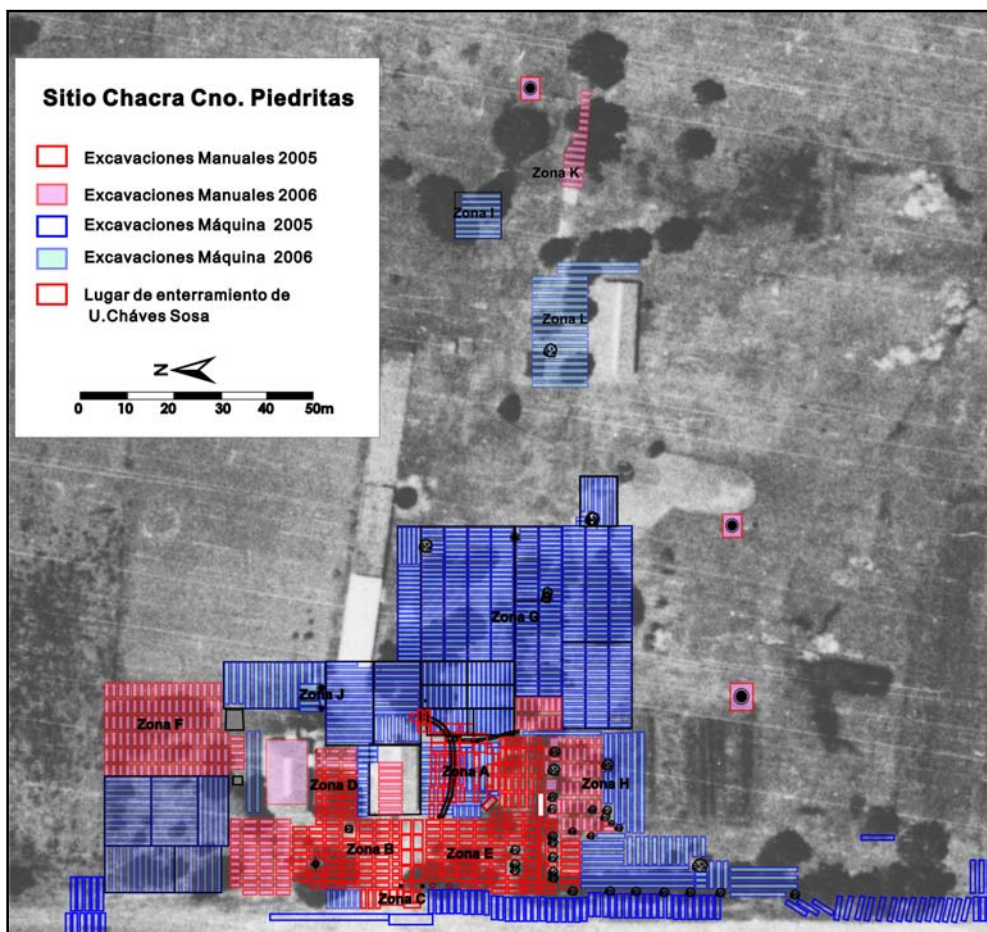 Sitio Chacra Cno. Piedritas
Excavaciones Manuales 2005
Excavaciones Manuales 2006
Excavaciones Máquina 2005
Excavaciones Máquina 2006
Lugar de enterramiento de
U.Cháves Sosa
N
0 10 20 30 40 50m
Zona K
Zona I
Zona L
Zona G
Zona J
Zona F
Zona A
Zona D
Zona H
Zona B
Zona E
Zona C